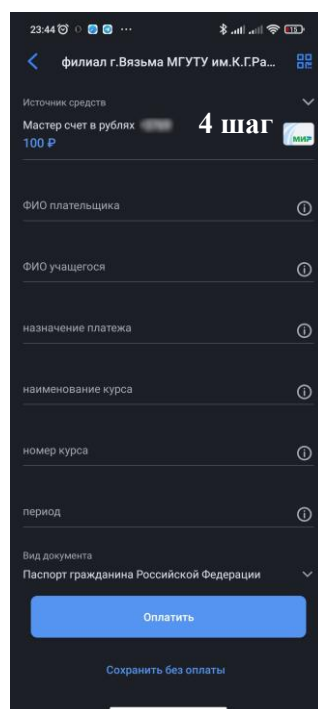 23:44
филиал г.Вязьма МГУТУ им.К.Г.Ра...
Источник средств
Мастер счет в рублях
4 шаг
100 ₽
МИР
ФИО плательщика
ФИО учащегося
назначение платежа
наименование курса
номер курса
период
Вид документа
Паспорт гражданина Российской Федерации
Оплатить
Сохранить без оплаты